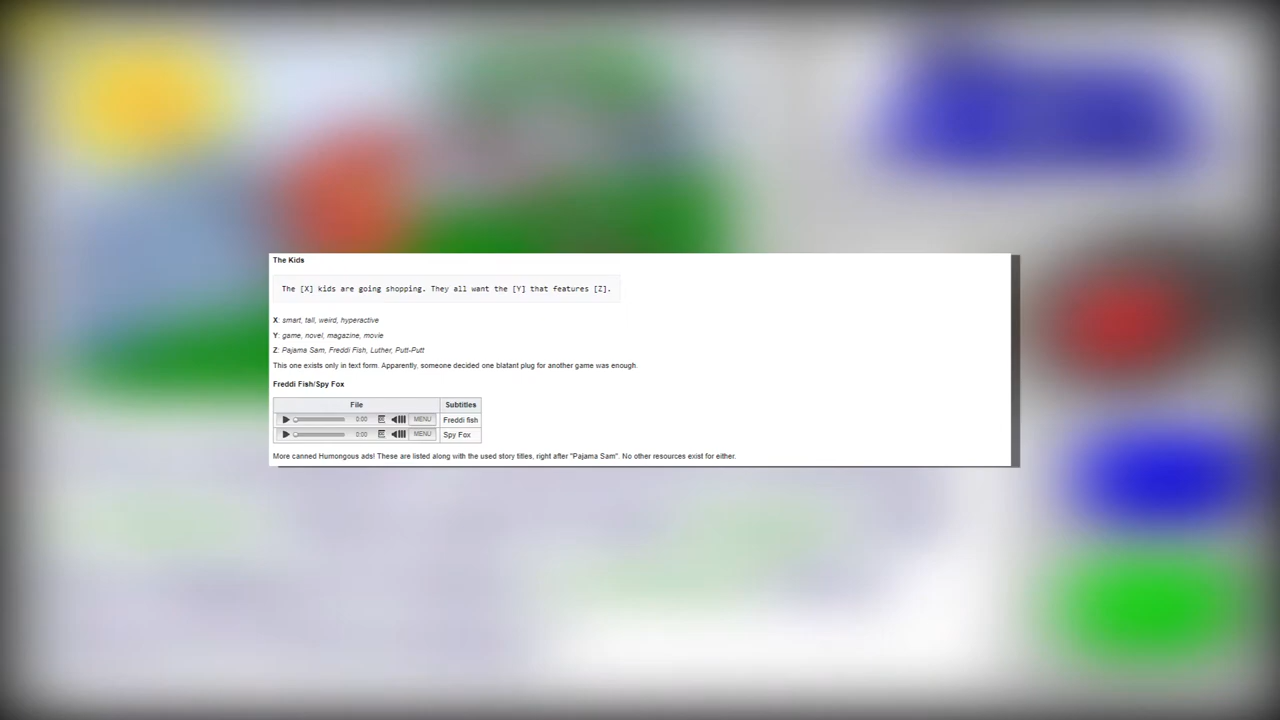 The Kids
The [X] kids are going shopping. They all want the [Y] that features [Z].
X: smart, tall, weird, hyperactive
Y: game, novel, magazine, movie
Z: Pajama Sam, Freddi Fish, Luther, Putt-Putt
This one exists only in text form. Apparently, someone decided one blatant plug for another game was enough.
Freddi Fish/Spy Fox
File Subtitles
0:00 MENU Freddi fish
0:00 MENU Spy Fox
More canned Humongous ads! These are listed along with the used story titles, right after "Pajama Sam". No other resources exist for either.